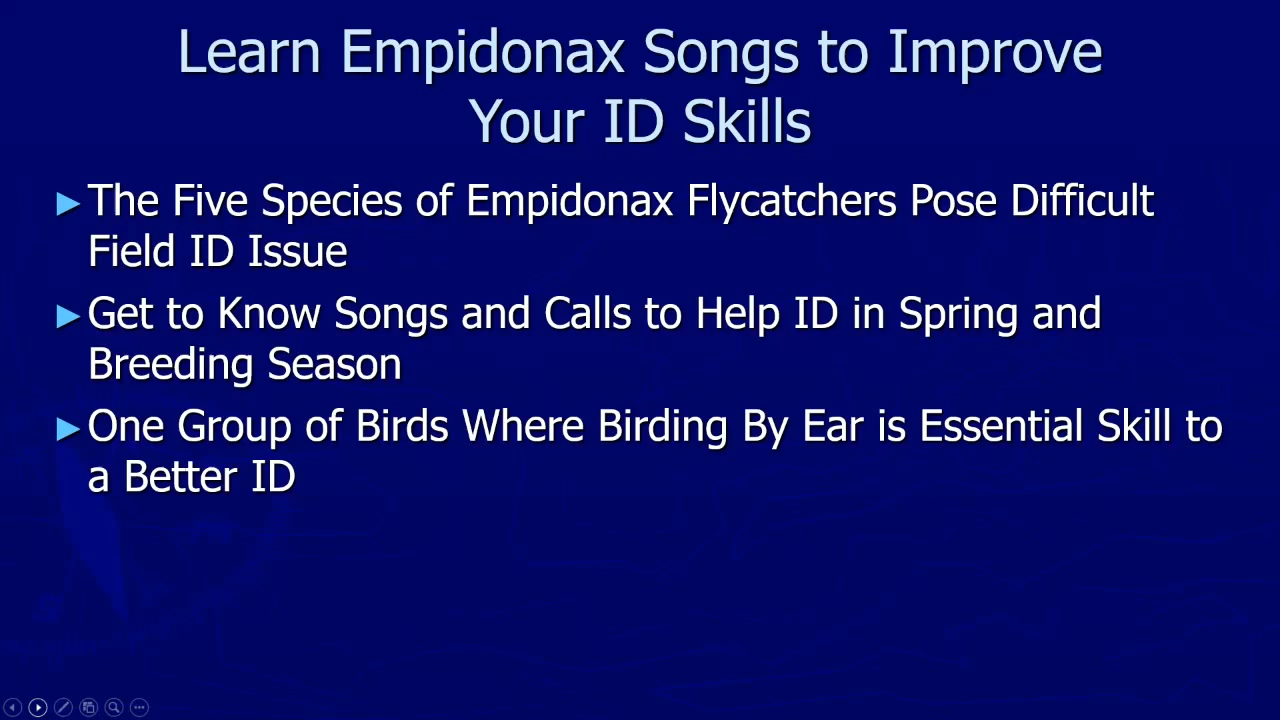 Learn Empidonax Songs to Improve
Your ID Skills
►The Five Species of Empidonax Flycatchers Pose Difficult
Field ID Issue
►Get to Know Songs and Calls to Help ID in Spring and
Breeding Season
►One Group of Birds Where Birding By Ear is Essential Skill to
a Better ID